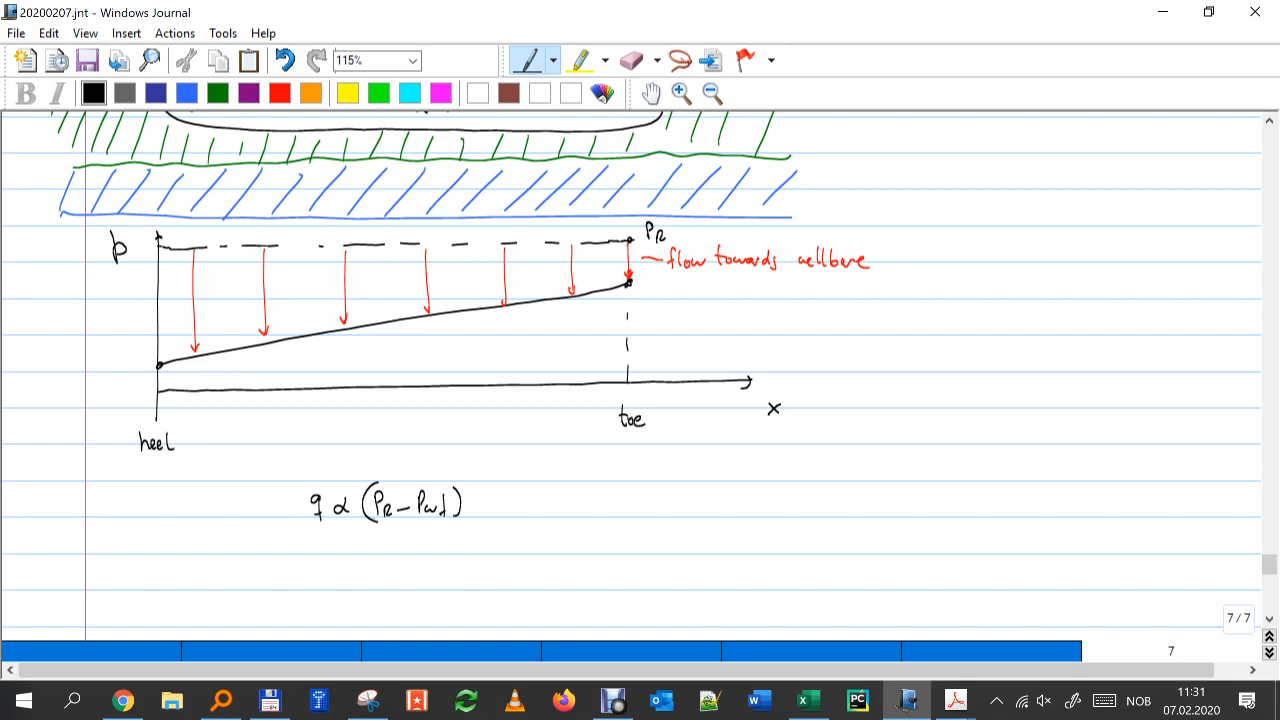 20200207.jnt - Windows Journal
File Edit View Insert Actions Tools Help
115%
B I
p
PR
flow towards wellbore
toe
x
heel
q ∝ (PR - Pwf)
7 / 7
7
NOB
11:31
07.02.2020